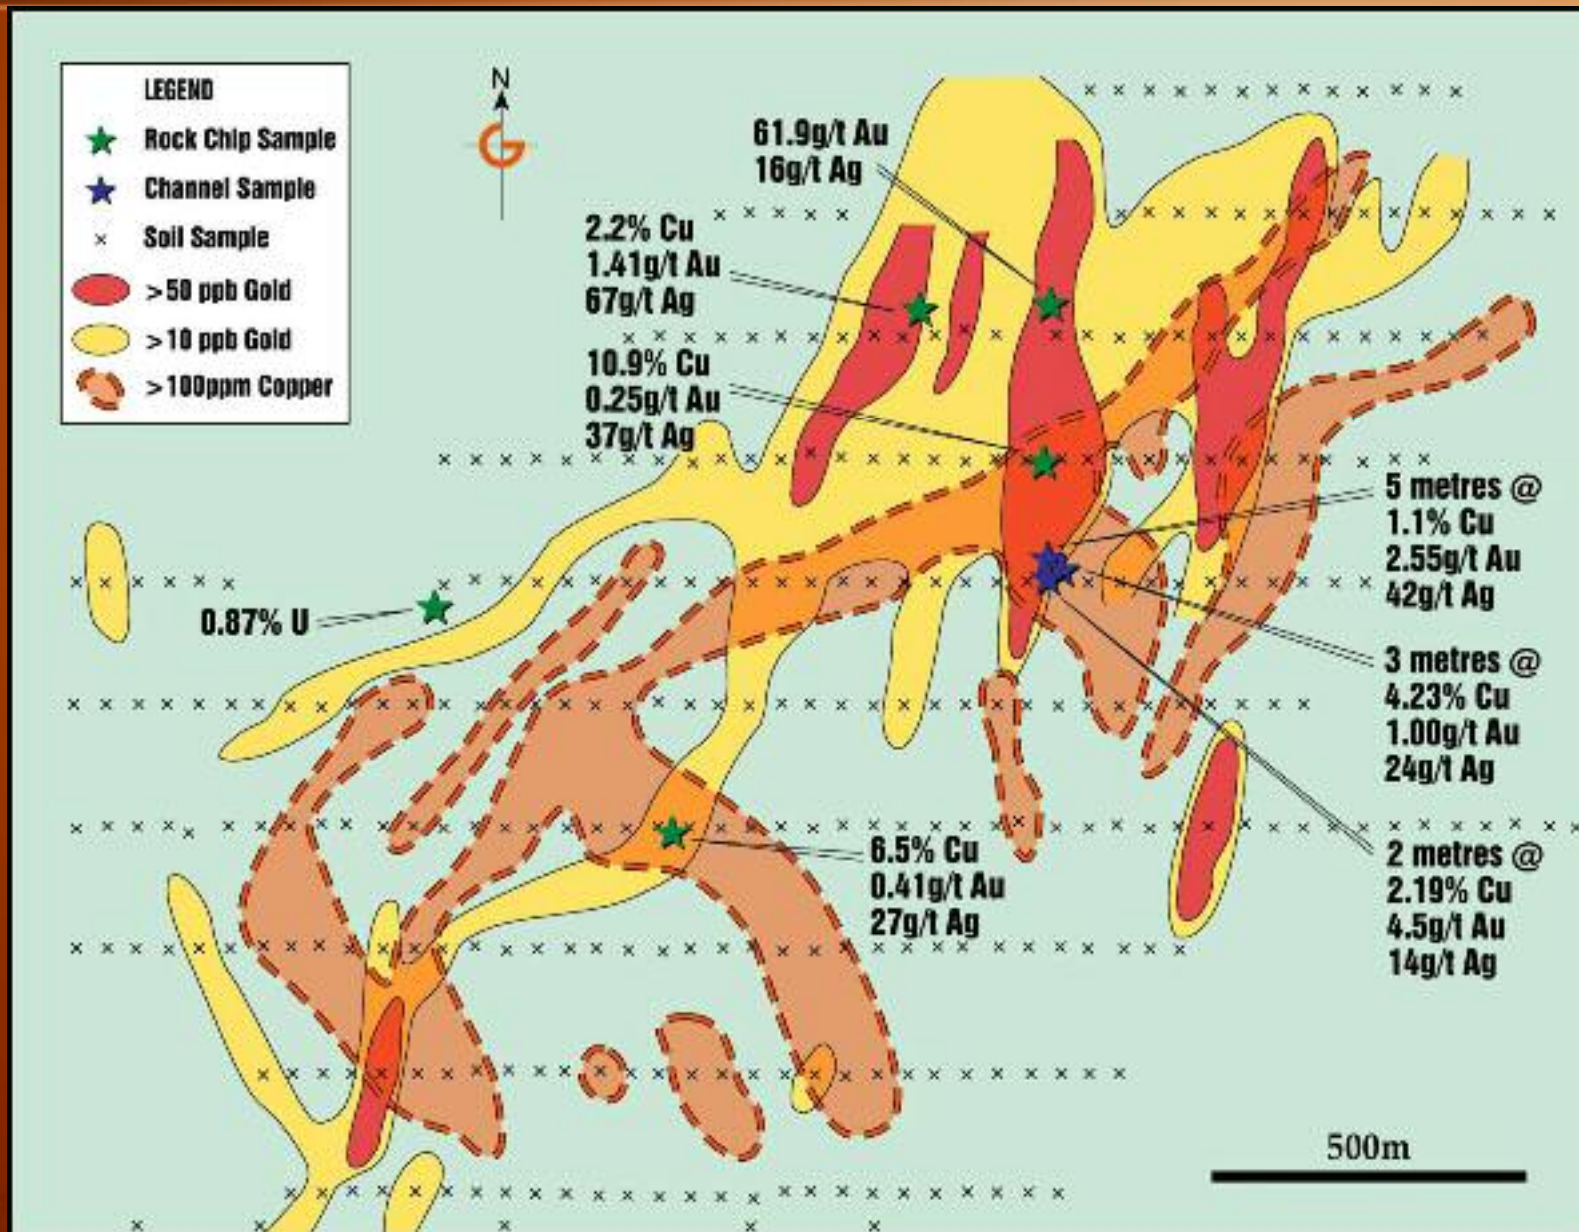 LEGEND
Rock Chip Sample
Channel Sample
Soil Sample
>50 ppb Gold
>10 ppb Gold
>100ppm Copper
N
G
61.9g/t Au
16g/t Ag
2.2% Cu
1.41g/t Au
67g/t Ag
10.9% Cu
0.25g/t Au
37g/t Ag
0.87% U
5 metres @
1.1% Cu
2.55g/t Au
42g/t Ag
3 metres @
4.23% Cu
1.00g/t Au
24g/t Ag
6.5% Cu
0.41g/t Au
27g/t Ag
2 metres @
2.19% Cu
4.5g/t Au
14g/t Ag
500m